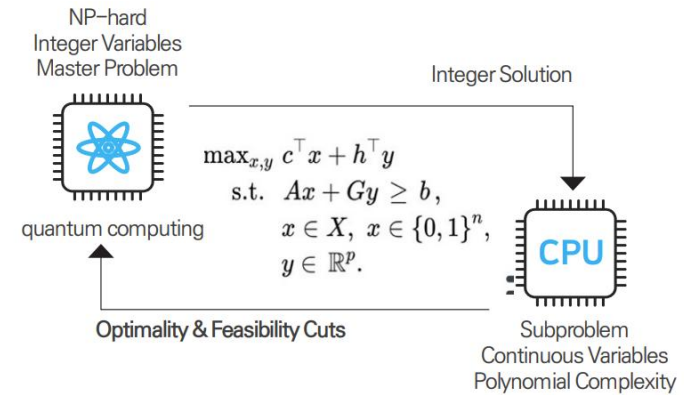 NP-hard
Integer Variables
Master Problem
Integer Solution
max_{x,y} c^⊤x + h^⊤y
s.t. Ax + Gy ≥ b,
x ∈ X, x ∈ {0,1}^n,
y ∈ ℝ^p.
quantum computing
CPU
Optimality & Feasibility Cuts
Subproblem
Continuous Variables
Polynomial Complexity